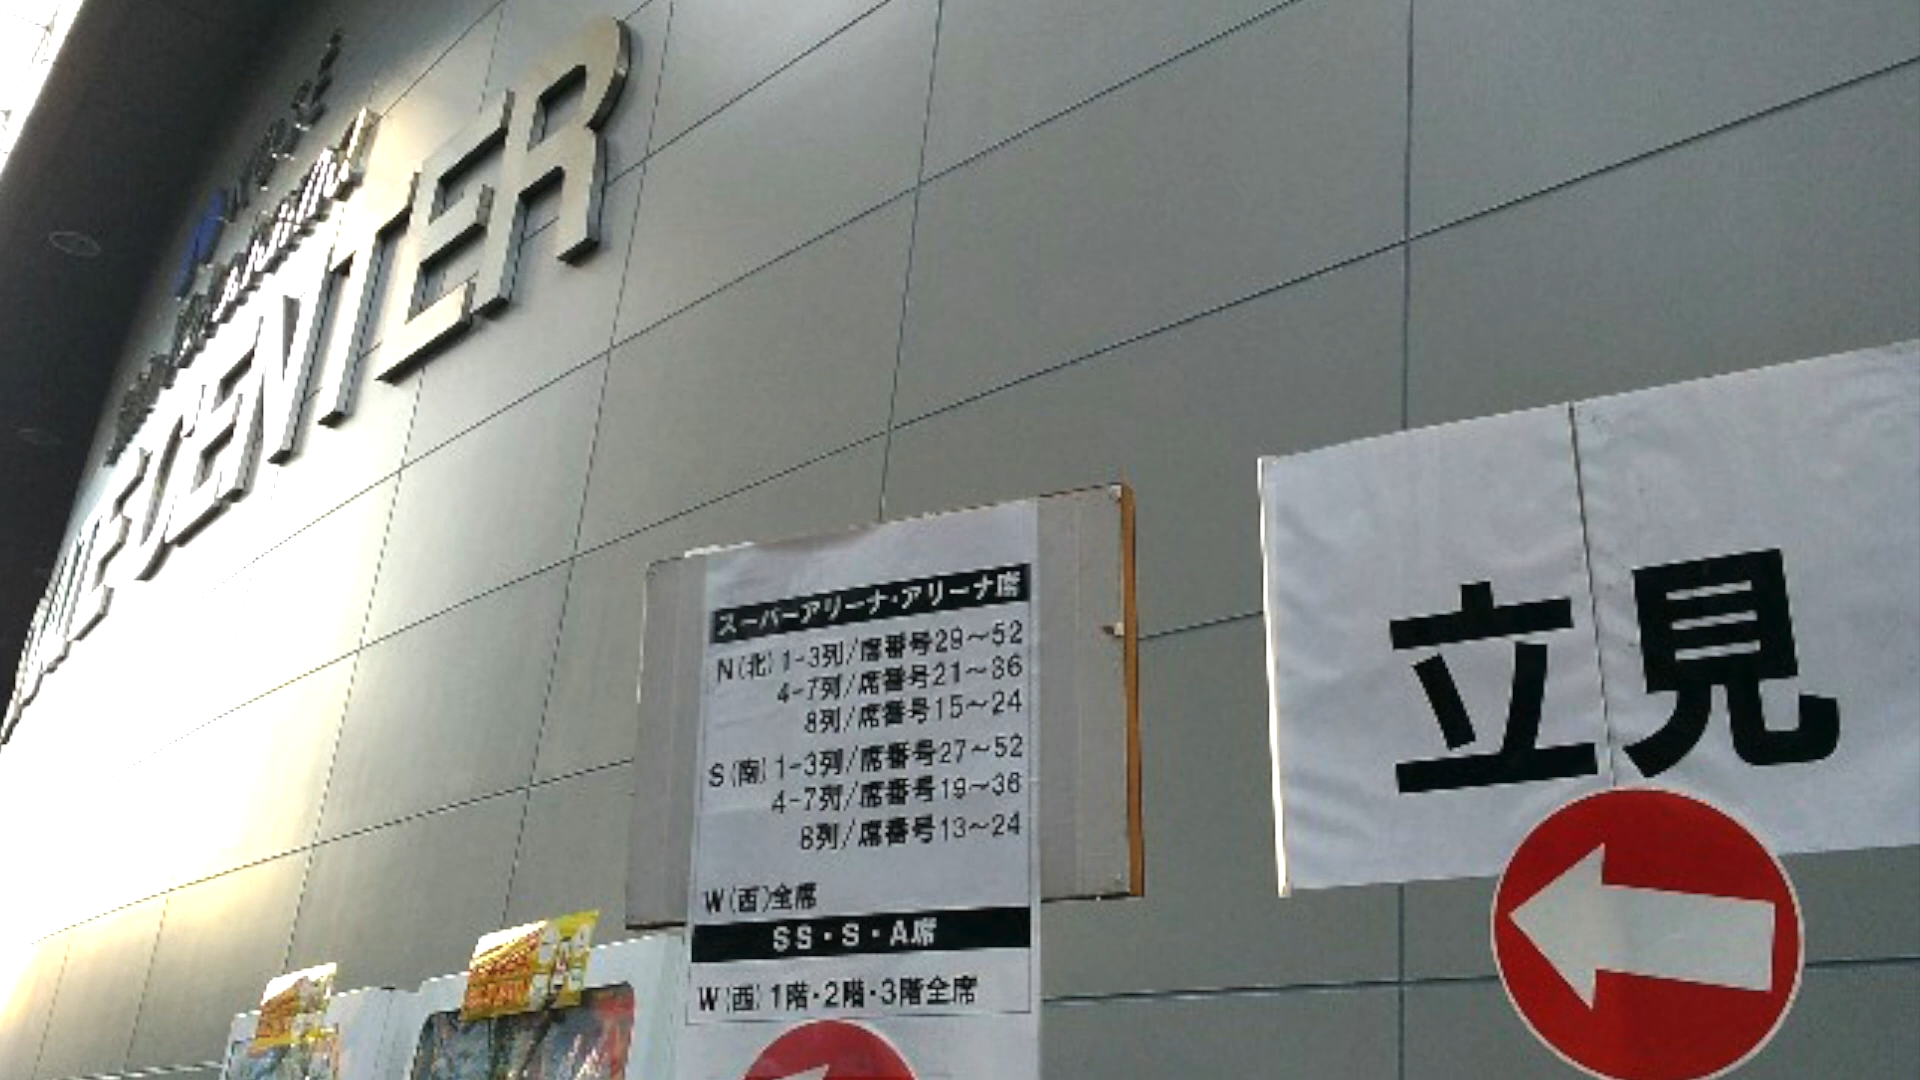 CENTER
スーパーアリーナ・アリーナ席
N(北) 1-3列/席番号29～52
4-7列/席番号21～36
8列/席番号15～24
S(南) 1-3列/席番号27～52
4-7列/席番号19～36
8列/席番号13～24
W(西)全席
SS・S・A席
W(西) 1階・2階・3階全席
立見